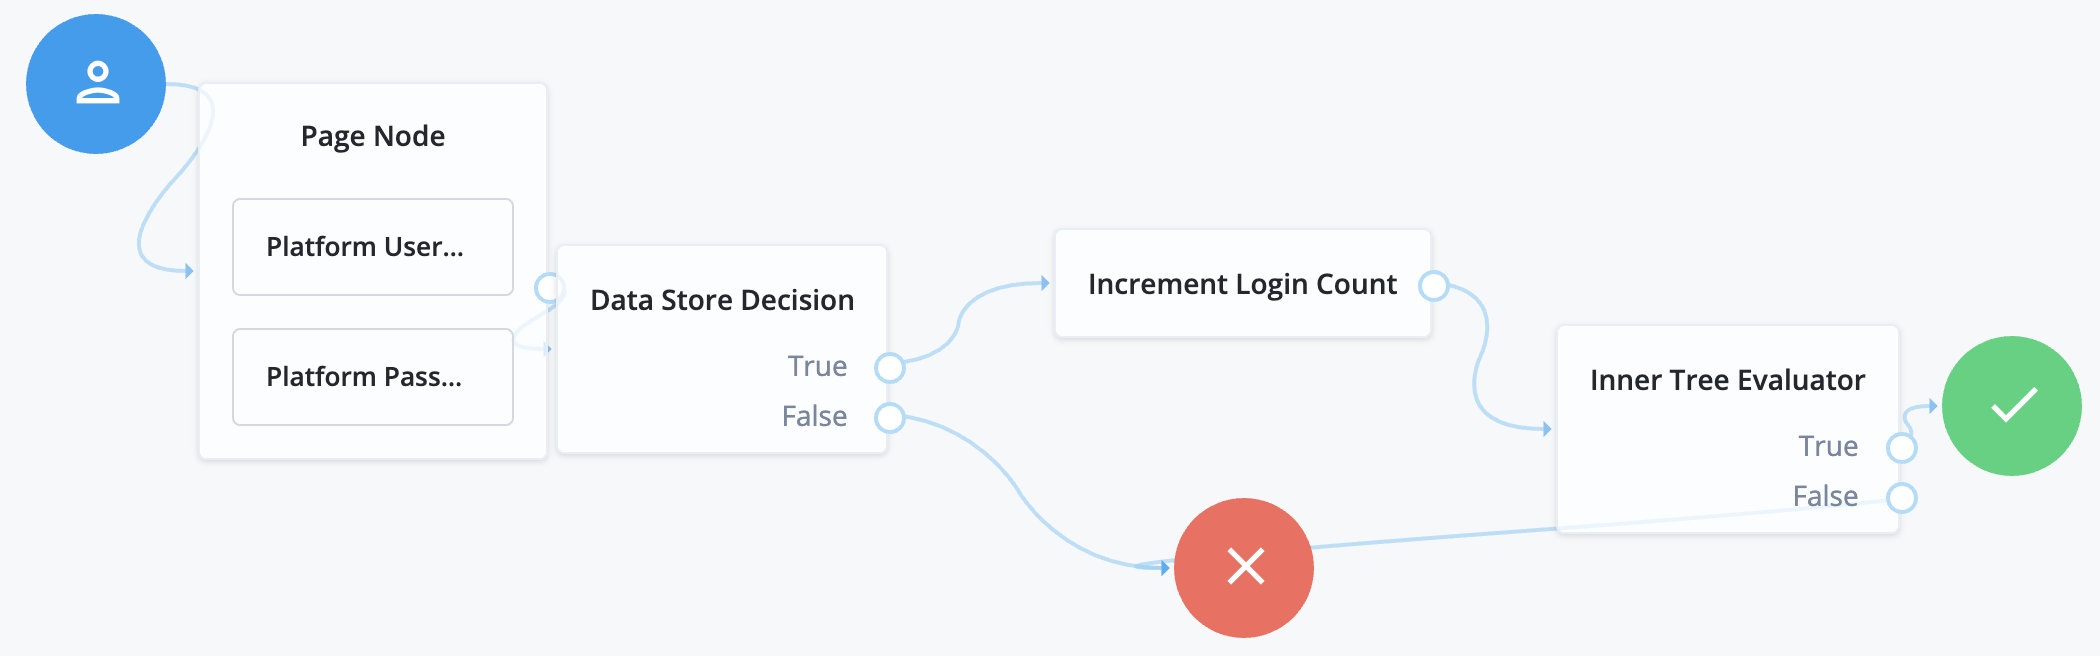 Page Node
Platform User...
Platform Pass...
Data Store Decision
True
False
Increment Login Count
Inner Tree Evaluator
True
False